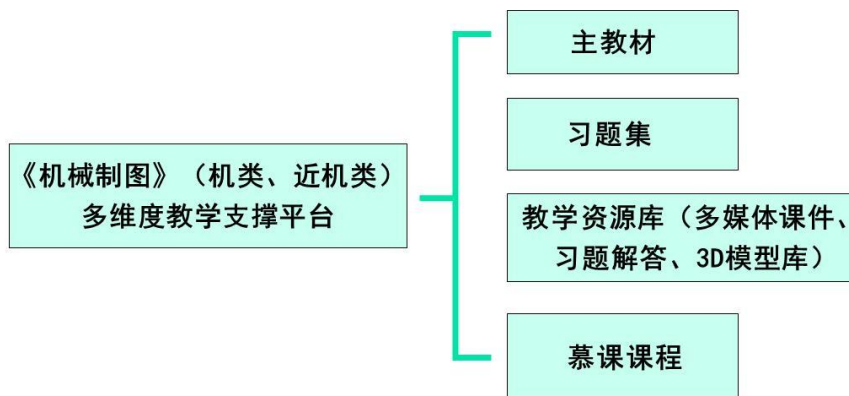 《机械制图》（机类、近机类）
多维度教学支撑平台
主教材
习题集
教学资源库（多媒体课件、
习题解答、3D模型库）
慕课课程